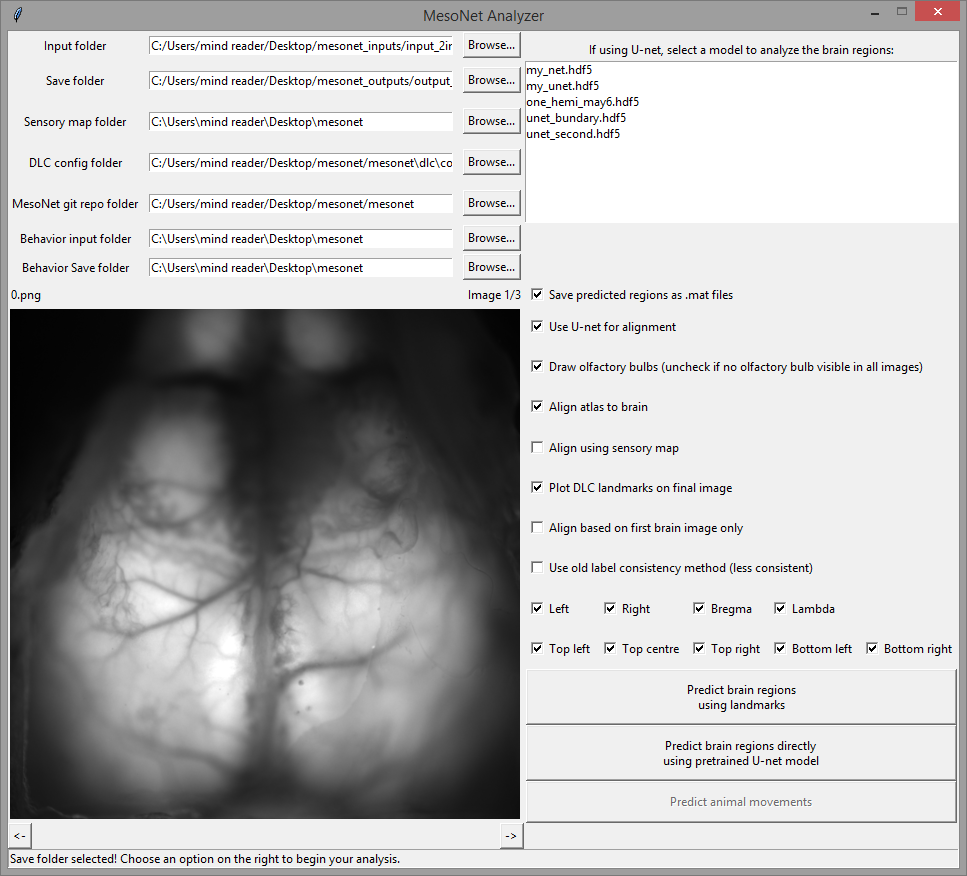 MesoNet Analyzer
Input folder
C:/Users/mind reader/Desktop/mesonet_inputs/input_2in
Browse...
Save folder
C:/Users/mind reader/Desktop/mesonet_outputs/output_
Browse...
Sensory map folder
C:\Users\mind reader\Desktop\mesonet
Browse...
DLC config folder
C:/Users/mind reader/Desktop/mesonet/mesonet\dlc\co
Browse...
MesoNet git repo folder
C:/Users/mind reader/Desktop/mesonet/mesonet
Browse...
Behavior input folder
C:\Users\mind reader\Desktop\mesonet
Browse...
Behavior Save folder
C:\Users\mind reader\Desktop\mesonet
Browse...
If using U-net, select a model to analyze the brain regions:
my_net.hdf5
my_unet.hdf5
one_hemi_may6.hdf5
unet_bundary.hdf5
unet_second.hdf5
0.png
Image 1/3
Save predicted regions as .mat files
Use U-net for alignment
Draw olfactory bulbs (uncheck if no olfactory bulb visible in all images)
Align atlas to brain
Align using sensory map
Plot DLC landmarks on final image
Align based on first brain image only
Use old label consistency method (less consistent)
Left Right Bregma Lambda
Top left Top centre Top right Bottom left Bottom right
Predict brain regions
using landmarks
Predict brain regions directly
using pretrained U-net model
Predict animal movements
<- ->
Save folder selected! Choose an option on the right to begin your analysis.